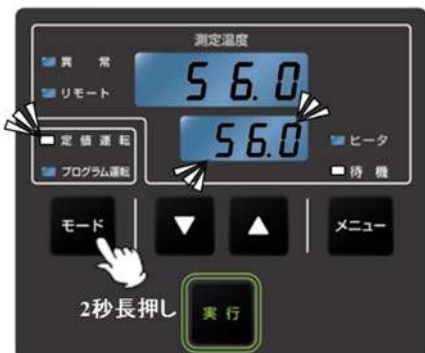 測定温度
異 常
56.0
リモート
定 値 運 転
56.0
ヒータ
プログラム運転
待 機
モード
▼
▲
メニュー
2秒長押し
実 行